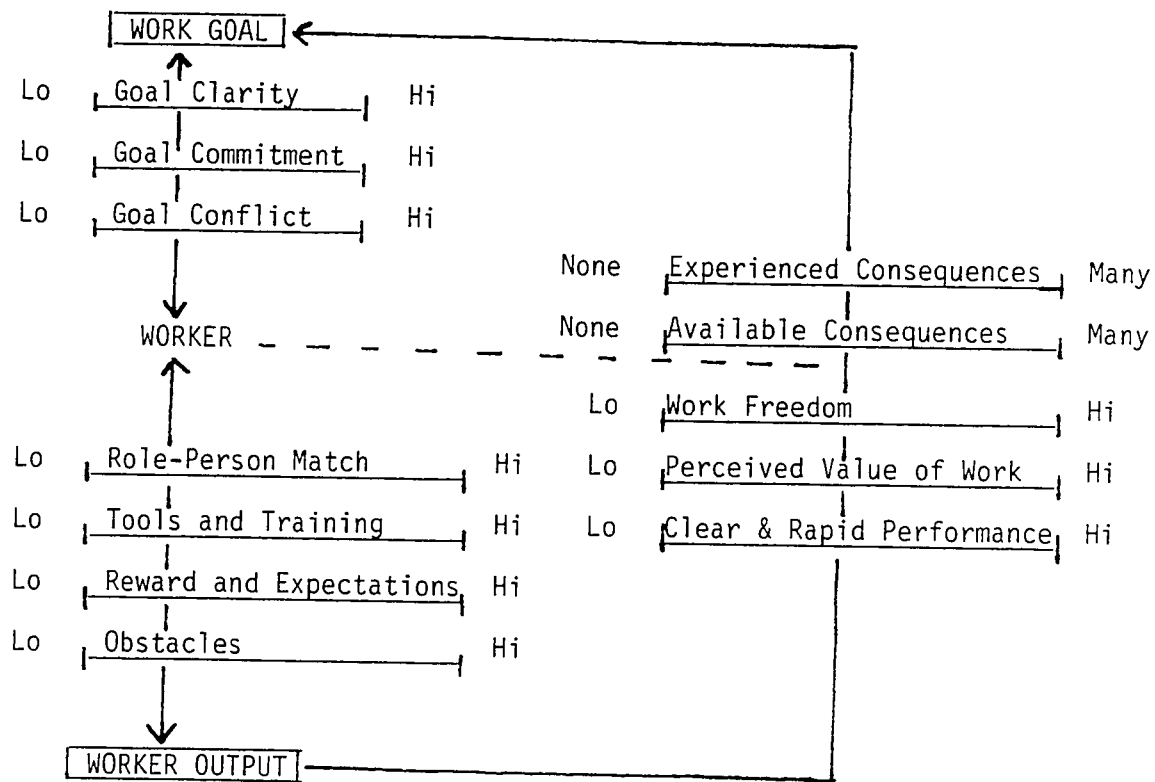 WORK GOAL
Lo Goal Clarity Hi
Lo Goal Commitment Hi
Lo Goal Conflict Hi
None Experienced Consequences Many
WORKER None Available Consequences Many
Lo Work Freedom Hi
Lo Role-Person Match Hi Lo Perceived Value of Work Hi
Lo Tools and Training Hi Lo Clear & Rapid Performance Hi
Lo Reward and Expectations Hi
Lo Obstacles Hi
WORKER OUTPUT